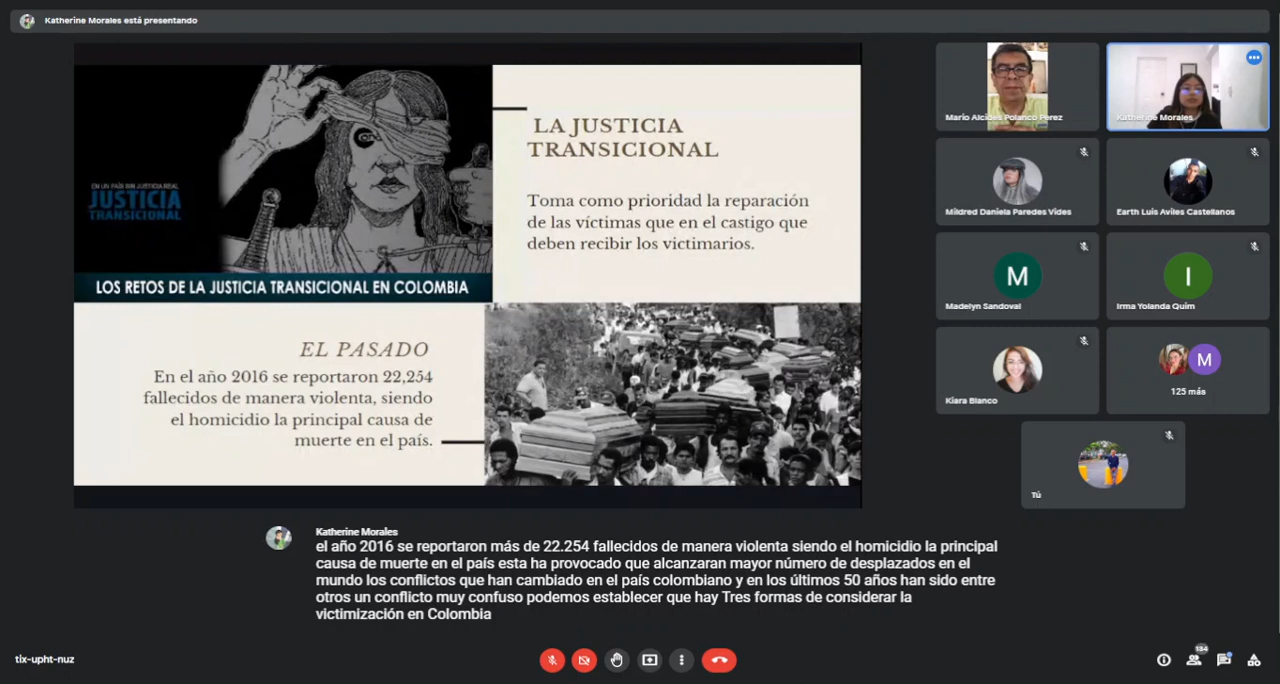 Katherine Morales está presentando
EN UN PAÍS SIN JUSTICIA REAL
JUSTICIA
TRANSICIONAL
LOS RETOS DE LA JUSTICIA TRANSICIONAL EN COLOMBIA
LA JUSTICIA
TRANSICIONAL
Toma como prioridad la reparación
de las víctimas que en el castigo que
deben recibir los victimarios.
EL PASADO
En el año 2016 se reportaron 22,254
fallecidos de manera violenta, siendo
el homicidio la principal causa de
muerte en el país.
Mario Alcides Polanco Perez
Katherine Morales
Mildred Daniela Paredes Vides
Earth Luis Aviles Castellanos
M
Madelyn Sandoval
I
Irma Yolanda Quim
Kiara Blanco
M
125 más
Tú
Katherine Morales
el año 2016 se reportaron más de 22.254 fallecidos de manera violenta siendo el homicidio la principal
causa de muerte en el país esta ha provocado que alcanzaran mayor número de desplazados en el
mundo los conflictos que han cambiado en el país colombiano y en los últimos 50 años han sido entre
otros un conflicto muy confuso podemos establecer que hay Tres formas de considerar la
victimización en Colombia
tix-upht-nuz
134